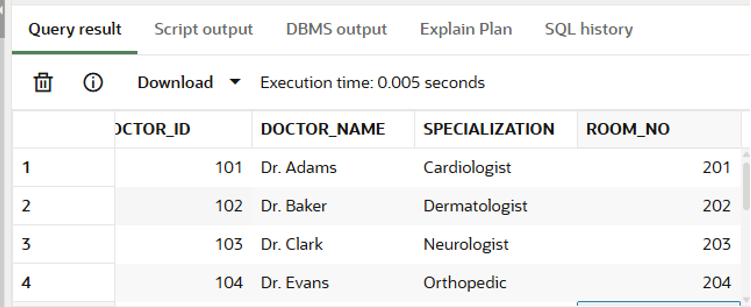 Query result Script output DBMS output Explain Plan SQL history
Download Execution time: 0.005 seconds
OCTOR_ID DOCTOR_NAME SPECIALIZATION ROOM_NO
1 101 Dr. Adams Cardiologist 201
2 102 Dr. Baker Dermatologist 202
3 103 Dr. Clark Neurologist 203
4 104 Dr. Evans Orthopedic 204